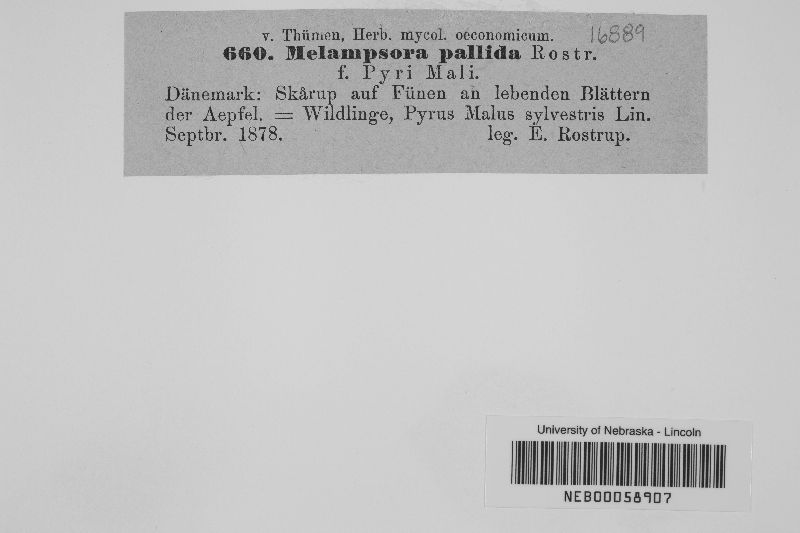 v. Thümen, Herb. mycol. oeconomicum. 16889
660. Melampsora pallida Rostr.
f. Pyri Mali.
Dänemark: Skårup auf Fünen an lebenden Blättern
der Aepfel. = Wildlinge, Pyrus Malus sylvestris Lin.
Septbr. 1878. leg. E. Rostrup.
University of Nebraska - Lincoln
NEB00058907